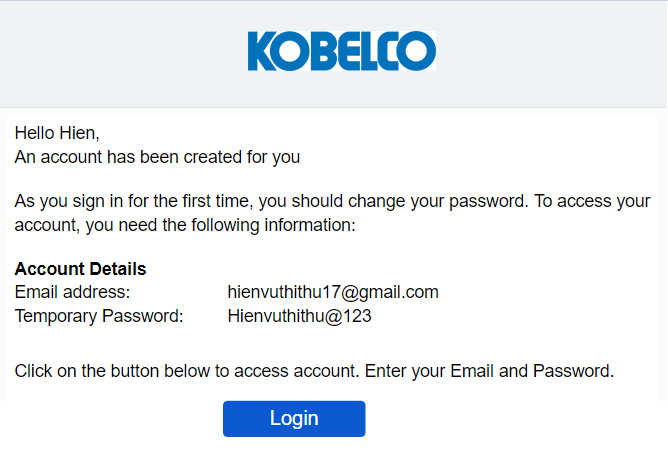 KOBELCO
Hello Hien,
An account has been created for you
As you sign in for the first time, you should change your password. To access your
account, you need the following information:
Account Details
Email address: hienvuthithu17@gmail.com
Temporary Password: Hienvuthithu@123
Click on the button below to access account. Enter your Email and Password.
Login